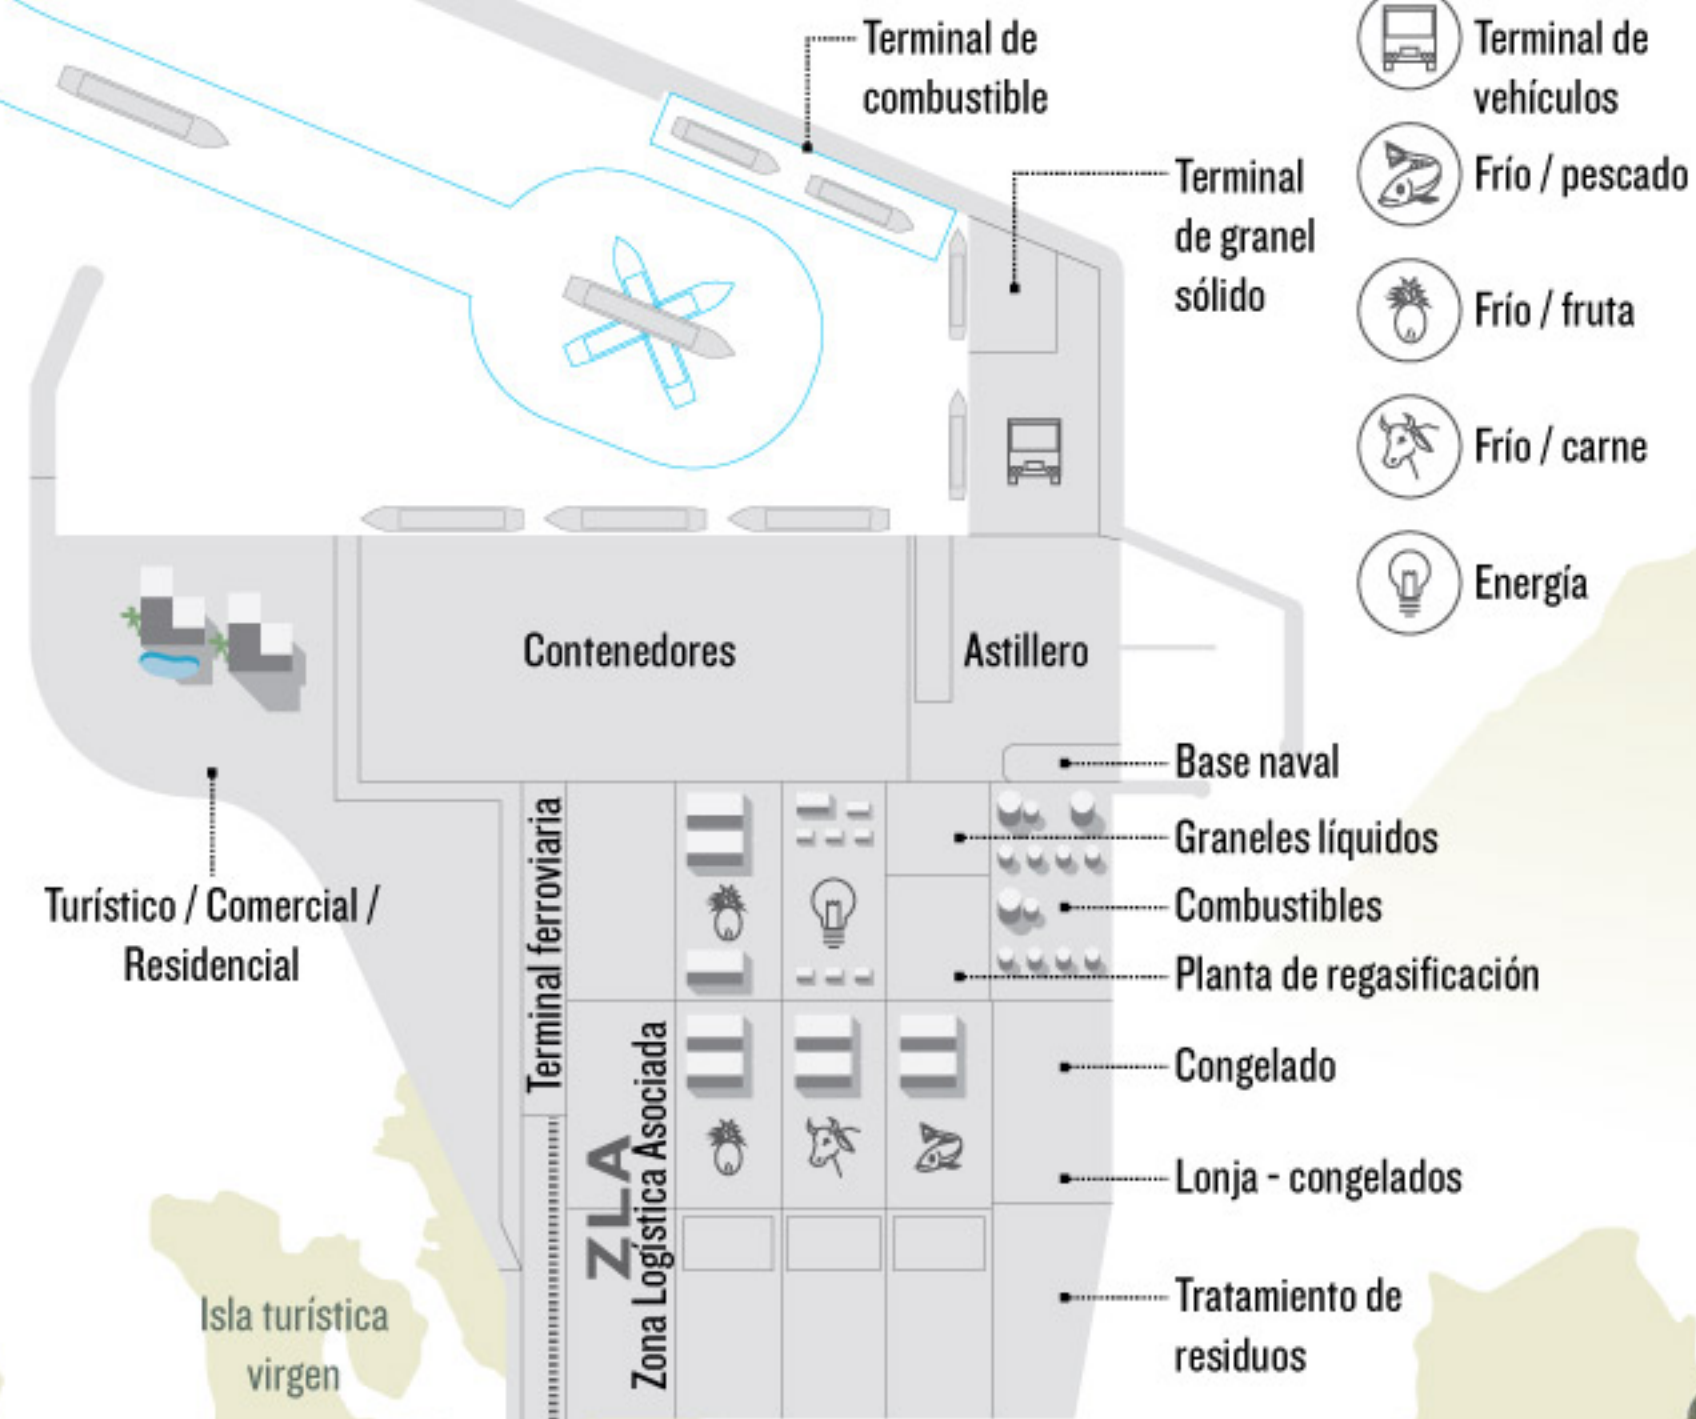 Terminal de
combustible
Terminal
de granel
sólido
Terminal de
vehículos
Frío / pescado
Frío / fruta
Frío / carne
Energía
Contenedores
Astillero
Base naval
Graneles líquidos
Combustibles
Planta de regasificación
Congelado
Lonja - congelados
Tratamiento de
residuos
Turístico / Comercial /
Residencial
Terminal ferroviaria
ZLA
Zona Logística Asociada
Isla turística
virgen